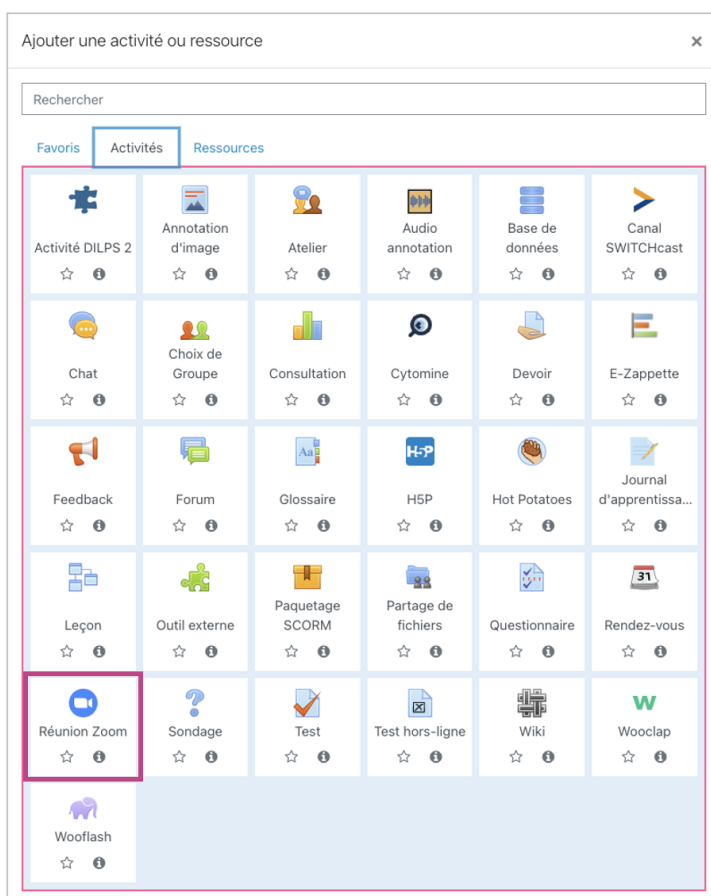 Ajouter une activité ou ressource
×
Rechercher
Favoris Activités Ressources
Activité DILPS 2
Annotation
d'image
Atelier
Audio
annotation
Base de
données
Canal
SWITCHcast
Chat
Choix de
Groupe
Consultation
Cytomine
Devoir
E-Zappette
Feedback
Forum
Aa
Glossaire
H5P
H5P
Hot Potatoes
Journal
d'apprentissa...
Leçon
Outil externe
Paquetage
SCORM
Partage de
fichiers
Questionnaire
31
Rendez-vous
Réunion Zoom
Sondage
Test
Test hors-ligne
Wiki
W
Wooclap
Wooflash